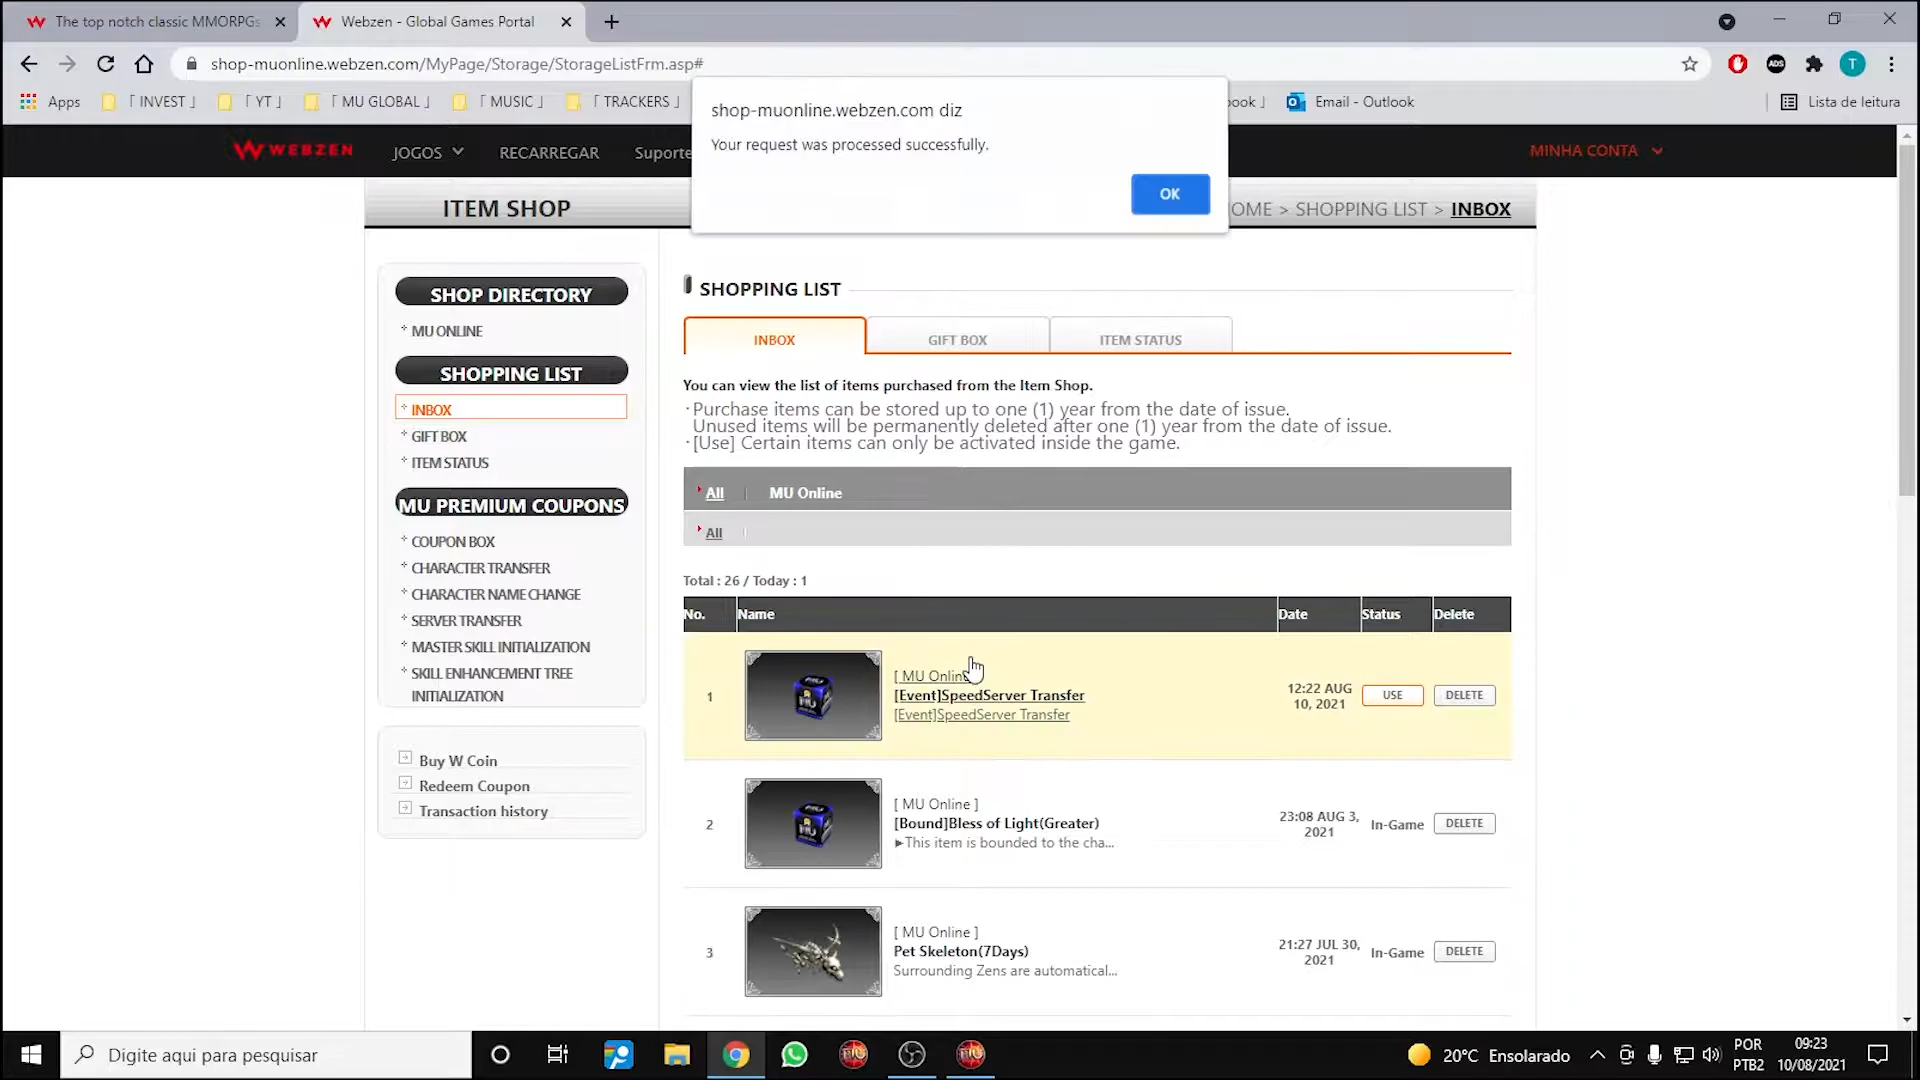 The top notch classic MMORPGs
Webzen - Global Games Portal
shop-muonline.webzen.com/MyPage/Storage/StorageListFrm.asp#
ADS
T
Apps
「 INVEST 」
「 YT 」
「 MU GLOBAL 」
「 MUSIC 」
「 TRACKERS 」
ook 」
Email - Outlook
Lista de leitura
shop-muonline.webzen.com diz
Your request was processed successfully.
OK
WEBZEN
JOGOS
RECARREGAR
Suporte
MINHA CONTA
ITEM SHOP
OME > SHOPPING LIST > INBOX
SHOP DIRECTORY
MU ONLINE
SHOPPING LIST
INBOX
GIFT BOX
ITEM STATUS
MU PREMIUM COUPONS
COUPON BOX
CHARACTER TRANSFER
CHARACTER NAME CHANGE
SERVER TRANSFER
MASTER SKILL INITIALIZATION
SKILL ENHANCEMENT TREE
INITIALIZATION
Buy W Coin
Redeem Coupon
Transaction history
SHOPPING LIST
INBOX
GIFT BOX
ITEM STATUS
You can view the list of items purchased from the Item Shop.
·Purchase items can be stored up to one (1) year from the date of issue.
Unused items will be permanently deleted after one (1) year from the date of issue.
·[Use] Certain items can only be activated inside the game.
All
MU Online
All
Total : 26 / Today : 1
No.
Name
Date
Status
Delete
1
[ MU Onlin
[Event]SpeedServer Transfer
[Event]SpeedServer Transfer
12:22 AUG
10, 2021
USE
DELETE
2
[ MU Online ]
[Bound]Bless of Light(Greater)
►This item is bounded to the cha...
23:08 AUG 3,
2021
In-Game
DELETE
3
[ MU Online ]
Pet Skeleton(7Days)
Surrounding Zens are automatical...
21:27 JUL 30,
2021
In-Game
DELETE
Digite aqui para pesquisar
20°C Ensolarado
POR
PTB2
09:23
10/08/2021